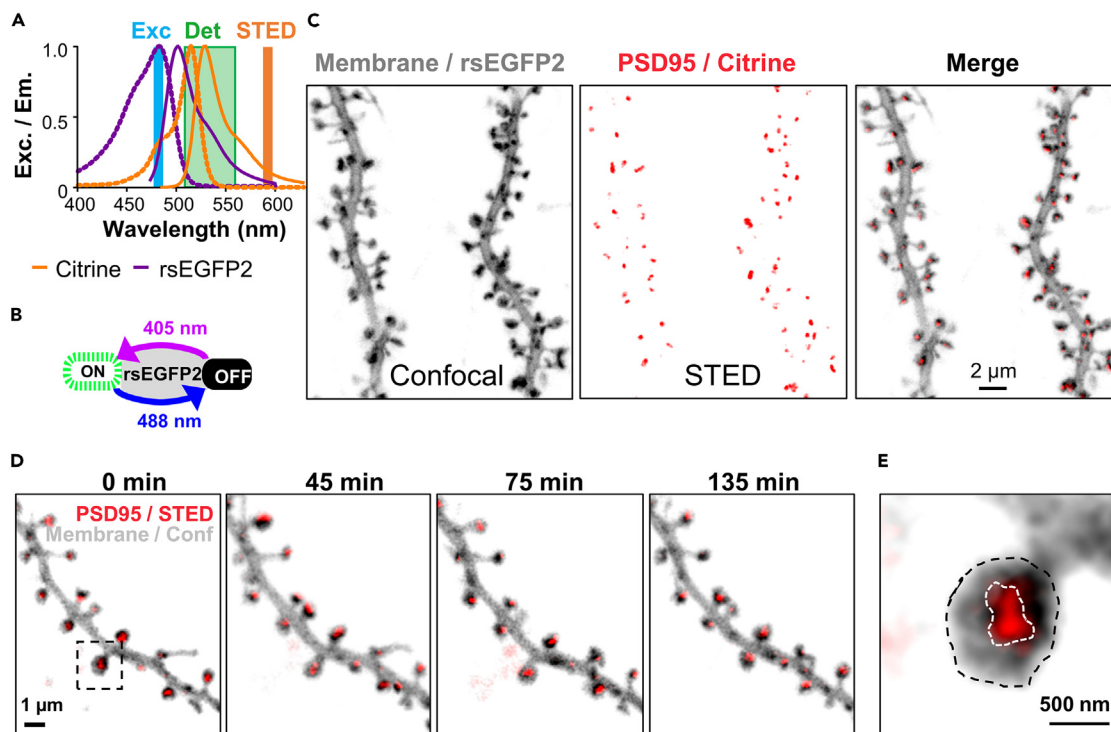 A
Exc Det STED
1.0
0.5
0
Exc. / Em.
400 450 500 550 600
Wavelength (nm)
Citrine rsEGFP2
B
405 nm
ON rsEGFP2 OFF
488 nm
C
Membrane / rsEGFP2 PSD95 / Citrine Merge
Confocal STED 2 µm
D
0 min 45 min 75 min 135 min
PSD95 / STED
Membrane / Conf
1 µm
E
500 nm